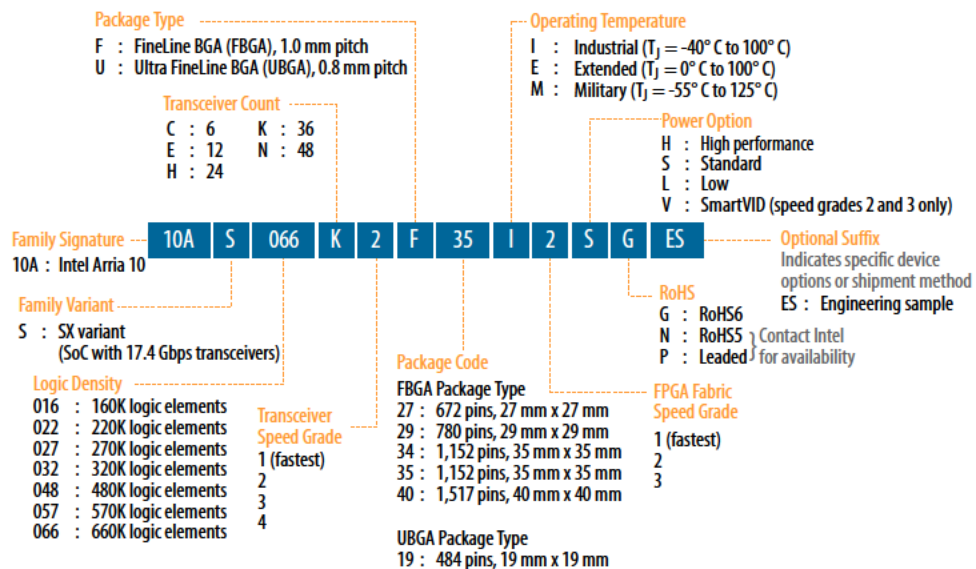 Package Type
F : FineLine BGA (FBGA), 1.0 mm pitch
U : Ultra FineLine BGA (UBGA), 0.8 mm pitch
Operating Temperature
I : Industrial (TJ = -40° C to 100° C)
E : Extended (TJ = 0° C to 100° C)
M : Military (TJ = -55° C to 125° C)
Transceiver Count
C : 6 K : 36
E : 12 N : 48
H : 24
Power Option
H : High performance
S : Standard
L : Low
V : SmartVID (speed grades 2 and 3 only)
Family Signature
10A : Intel Arria 10
10A S 066 K 2 F 35 I 2 S G ES
Optional Suffix
Indicates specific device
options or shipment method
ES : Engineering sample
Family Variant
S : SX variant
(SoC with 17.4 Gbps transceivers)
RoHS
G : RoHS6
N : RoHS5 Contact Intel
P : Leaded for availability
Logic Density
016 : 160K logic elements
022 : 220K logic elements
027 : 270K logic elements
032 : 320K logic elements
048 : 480K logic elements
057 : 570K logic elements
066 : 660K logic elements
Transceiver
Speed Grade
1 (fastest)
2
3
4
Package Code
FBGA Package Type
27 : 672 pins, 27 mm x 27 mm
29 : 780 pins, 29 mm x 29 mm
34 : 1,152 pins, 35 mm x 35 mm
35 : 1,152 pins, 35 mm x 35 mm
40 : 1,517 pins, 40 mm x 40 mm
UBGA Package Type
19 : 484 pins, 19 mm x 19 mm
FPGA Fabric
Speed Grade
1 (fastest)
2
3